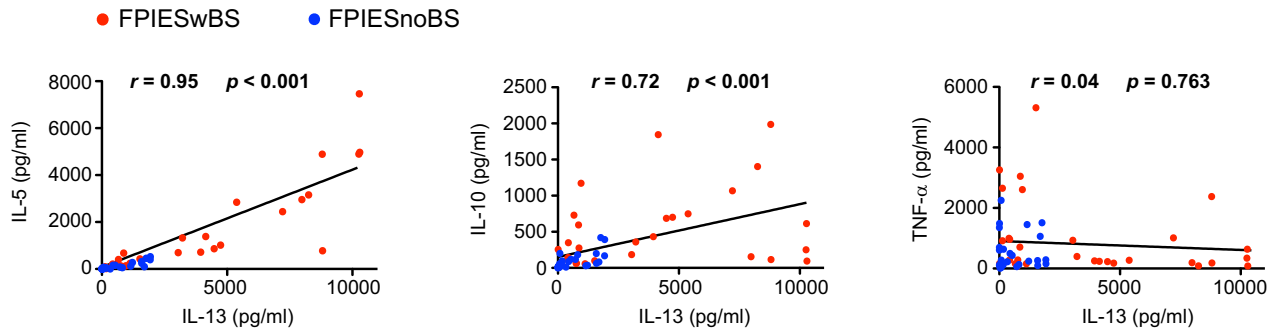 FPIESwBS FPIESnoBS
r = 0.95 p < 0.001
8000
6000
4000
2000
0
0 5000 10000
IL-5 (pg/ml)
IL-13 (pg/ml)
r = 0.72 p < 0.001
2500
2000
1500
1000
500
0
0 5000 10000
IL-10 (pg/ml)
IL-13 (pg/ml)
r = 0.04 p = 0.763
6000
4000
2000
0
0 5000 10000
TNF-α (pg/ml)
IL-13 (pg/ml)